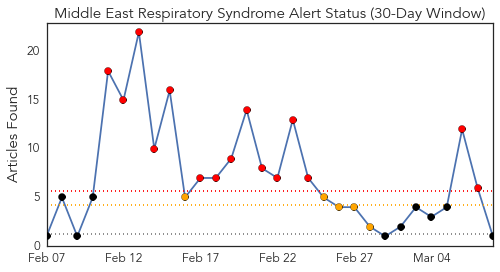 Middle East Respiratory Syndrome Alert Status (30-Day Window)
Articles Found
20
15
10
5
0
Feb 07 Feb 12 Feb 17 Feb 22 Feb 27 Mar 04